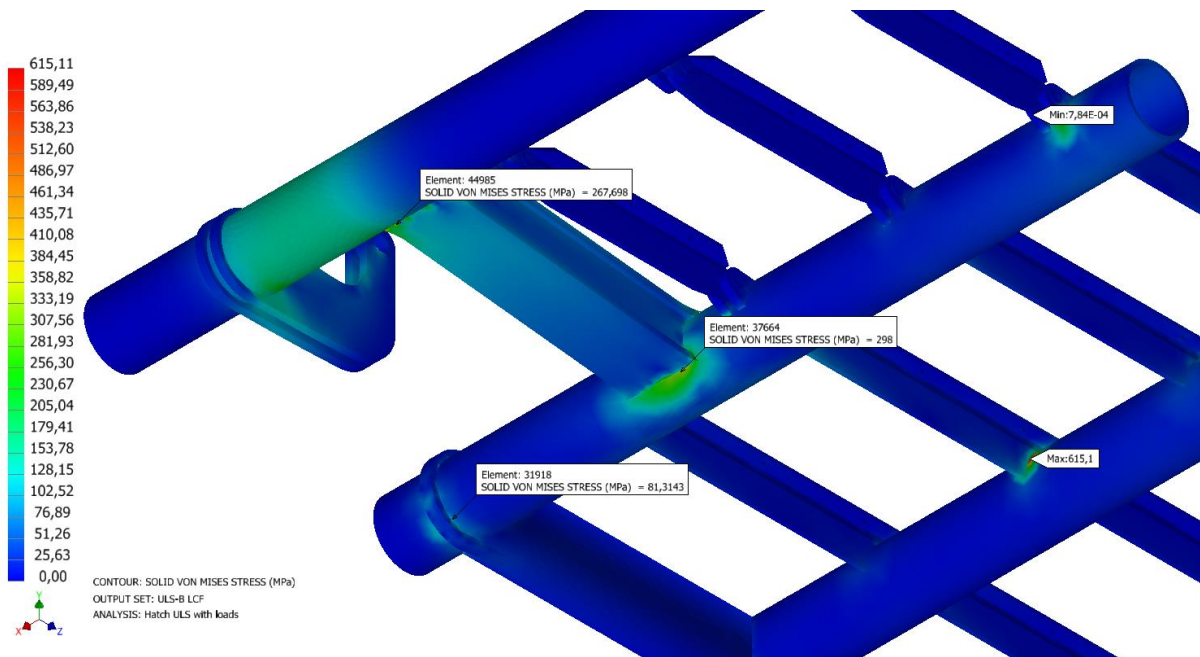 615,11
589,49
563,86
538,23
512,60
486,97
461,34
435,71
410,08
384,45
358,82
333,19
307,56
281,93
256,30
230,67
205,04
179,41
153,78
128,15
102,52
76,89
51,26
25,63
0,00
Min:7,84E-04
Element: 44985
SOLID VON MISES STRESS (MPa) = 267,698
Element: 37664
SOLID VON MISES STRESS (MPa) = 298
Max:615,1
Element: 31918
SOLID VON MISES STRESS (MPa) = 81,3143
CONTOUR: SOLID VON MISES STRESS (MPa)
OUTPUT SET: ULS-B LCF
ANALYSIS: Hatch ULS with loads
Y
X
Z